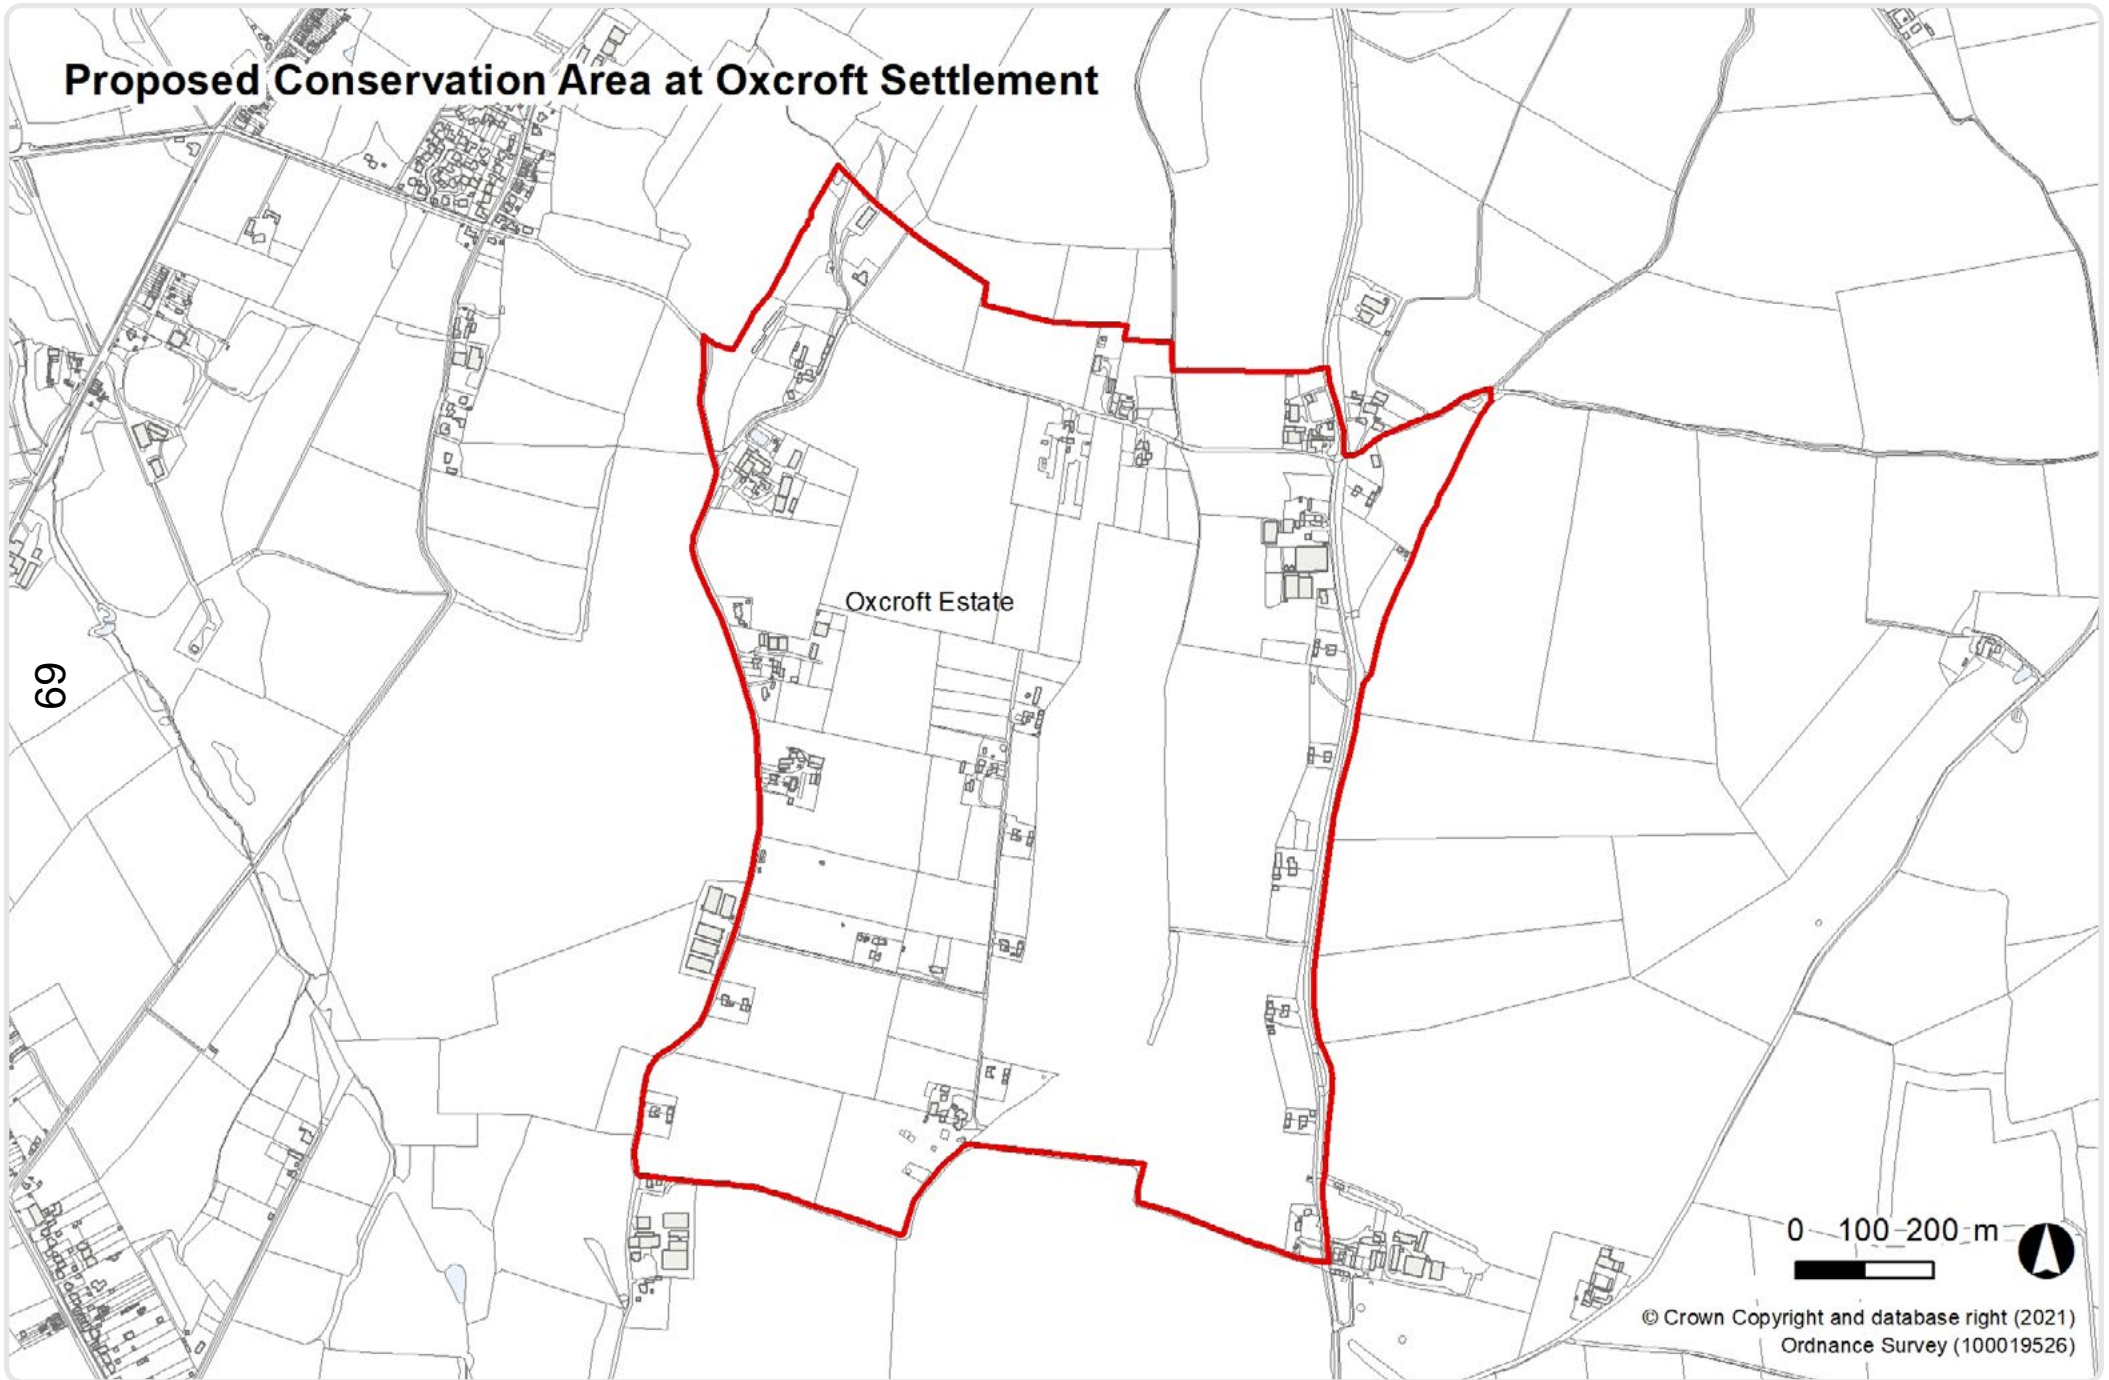 Proposed Conservation Area at Oxcroft Settlement
Oxcroft Estate
69
0 100 200 m
© Crown Copyright and database right (2021)
Ordnance Survey (100019526)